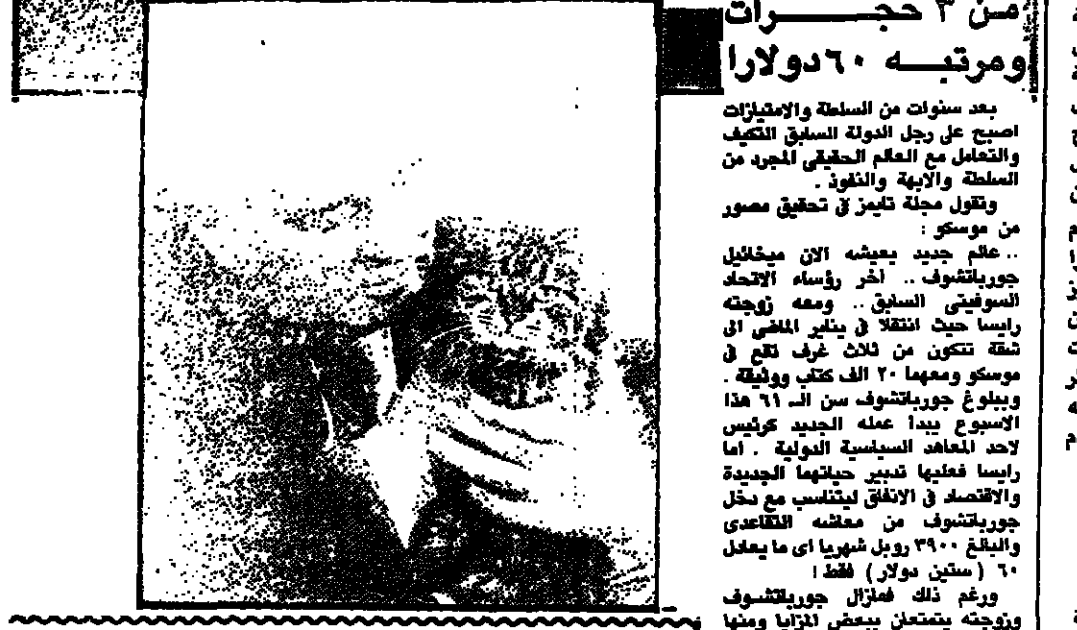 من ٣ حجرات
ومرتبه ٦٠ دولارا
بعد سنوات من السلطة والامتيازات
اصبح على رجل الدولة السابق التكيف
والتعامل مع العالم الحقيقى المجرد من
السلطة والابهة والنفوذ .
وتقول مجلة تايمز فى تحقيق مصور
من موسكو :
.. عالم جديد يعيشه الان ميخائيل
جورباتشوف .. آخر رؤساء الاتحاد
السوفيتى السابق .. ومعه زوجته
رايسا حيث انتقلا فى يناير الماضى الى
شقة تتكون من ثلاث غرف تقع فى
موسكو ومعهما ٢٠ الف كتاب ووثيقة .
وببلوغ جورباتشوف سن الـ ٦١ هذا
الاسبوع يبدأ عمله الجديد كرئيس
لاحد المعاهد السياسية الدولية . اما
رايسا فعليها تدبير حياتهما الجديدة
والاقتصاد فى الانفاق ليتناسب مع دخل
جورباتشوف من معاشه التقاعدى
والبالغ ٣٩٠٠ روبل شهريا اى ما يعادل
٦٠ ( ستين دولار ) فقط !
ورغم ذلك فمازال جورباتشوف
وزوجته يتمتعان ببعض المزايا ومنها